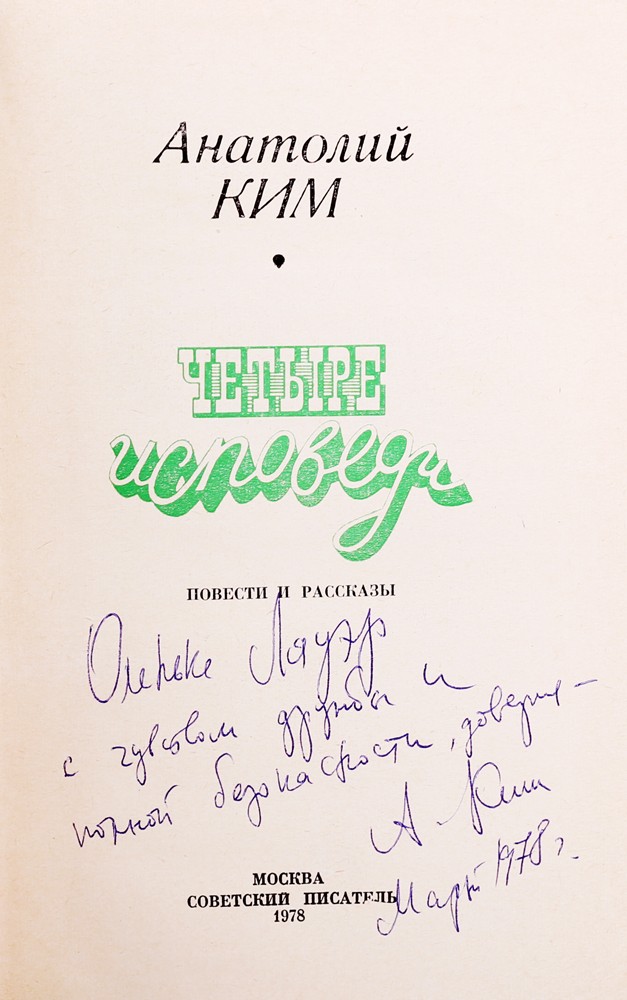 Анатолий
КИМ
ЧЕТЫРЕ
исповеди
ПОВЕСТИ И РАССКАЗЫ
Оленьке Ляуэр
с чувством дружбы и
полной безопасности, доверия –
А. Ким
Март 1978 г.
МОСКВА
СОВЕТСКИЙ ПИСАТЕЛЬ
1978